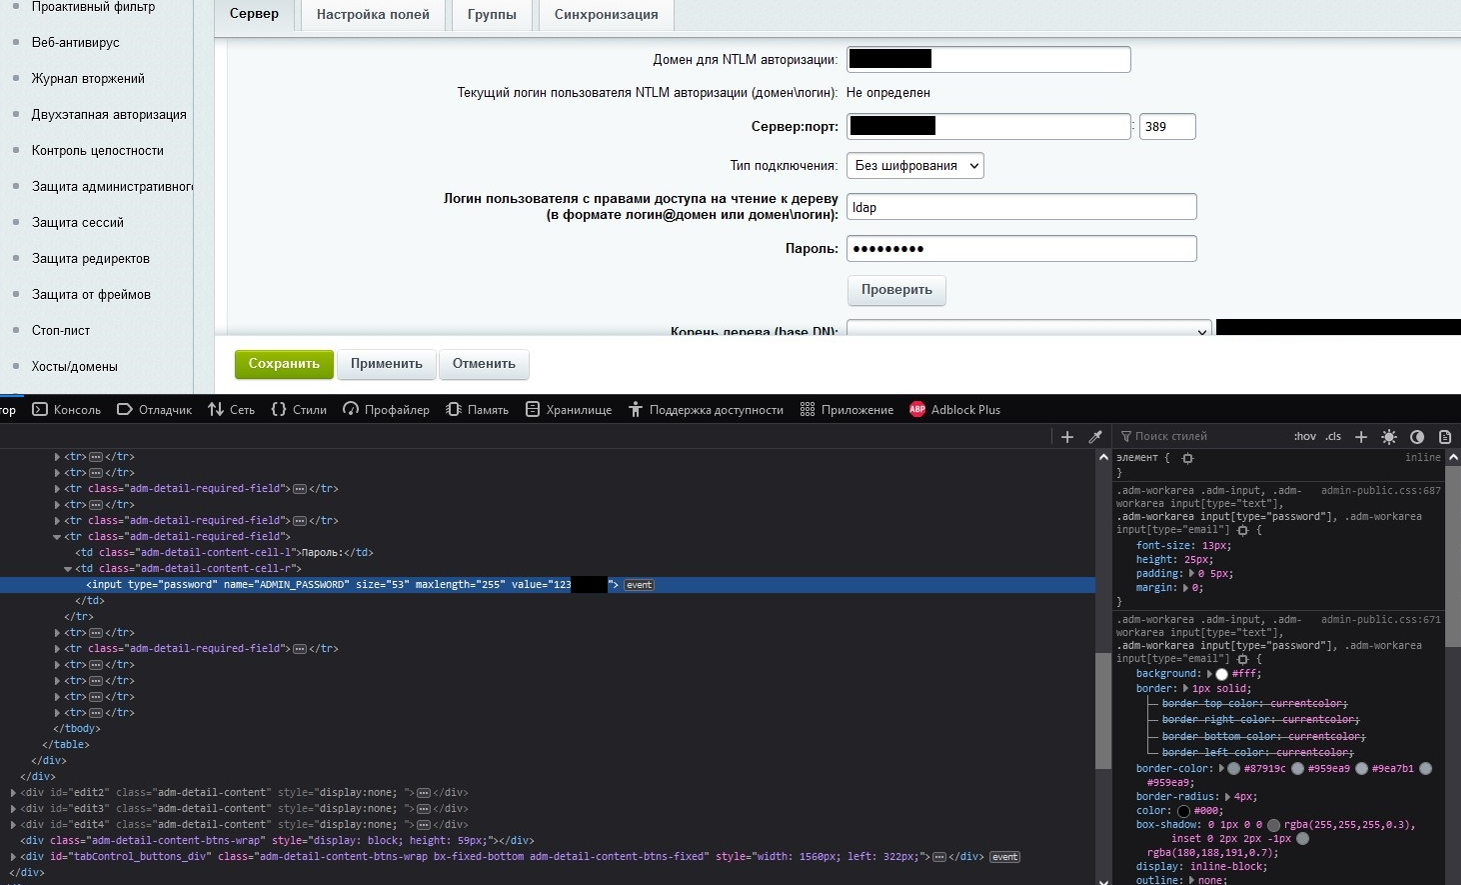 Проактивный фильтр
Веб-антивирус
Журнал вторжений
Двухэтапная авторизация
Контроль целостности
Защита административног
Защита сессий
Защита редиректов
Защита от фреймов
Стоп-лист
Хосты/домены
Сервер
Настройка полей
Группы
Синхронизация
Домен для NTLM авторизации:
Текущий логин пользователя NTLM авторизации (домен\логин): Не определен
Сервер:порт: : 389
Тип подключения: Без шифрования
Логин пользователя с правами доступа на чтение к дереву
(в формате логин@домен или домен\логин): ldap
Пароль: •••••••••
Проверить
Корень дерева (base DN):
Сохранить Применить Отменить
тор Консоль Отладчик Сеть Стили Профайлер Память Хранилище Поддержка доступности Приложение ABP Adblock Plus
<tr>···</tr>
<tr>···</tr>
<tr class="adm-detail-required-field">···</tr>
<tr>···</tr>
<tr class="adm-detail-required-field">···</tr>
<tr class="adm-detail-required-field">
<td class="adm-detail-content-cell-l">Пароль:</td>
<td class="adm-detail-content-cell-r">
<input type="password" name="ADMIN_PASSWORD" size="53" maxlength="255" value="123"> event
</td>
</tr>
<tr>···</tr>
<tr class="adm-detail-required-field">···</tr>
<tr>···</tr>
<tr>···</tr>
<tr>···</tr>
<tr>···</tr>
</tbody>
</table>
</div>
</div>
<div id="edit2" class="adm-detail-content" style="display:none; ">···</div>
<div id="edit3" class="adm-detail-content" style="display:none; ">···</div>
<div id="edit4" class="adm-detail-content" style="display:none; ">···</div>
<div class="adm-detail-content-btns-wrap" style="display: block; height: 59px;"></div>
<div id="tabControl_buttons_div" class="adm-detail-content-btns-wrap bx-fixed-bottom adm-detail-content-btns-fixed" style="width: 1560px; left: 322px;">···</div> event
</div>
Поиск стилей :hov .cls +
элемент { inline
}
.adm-workarea .adm-input, .adm- admin-public.css:687
workarea input[type="text"],
.adm-workarea input[type="password"], .adm-workarea
input[type="email"] {
font-size: 13px;
height: 25px;
padding: 0 5px;
margin: 0;
}
.adm-workarea .adm-input, .adm- admin-public.css:671
workarea input[type="text"],
.adm-workarea input[type="password"], .adm-workarea
input[type="email"] {
background: #fff;
border: 1px solid;
border-top-color: currentcolor;
border-right-color: currentcolor;
border-bottom-color: currentcolor;
border-left-color: currentcolor;
border-color: #87919c #959ea9 #9ea7b1
#959ea9;
border-radius: 4px;
color: #000;
box-shadow: 0 1px 0 0 rgba(255,255,255,0.3),
inset 0 2px 2px -1px
rgba(180,188,191,0.7);
display: inline-block;
outline: none;